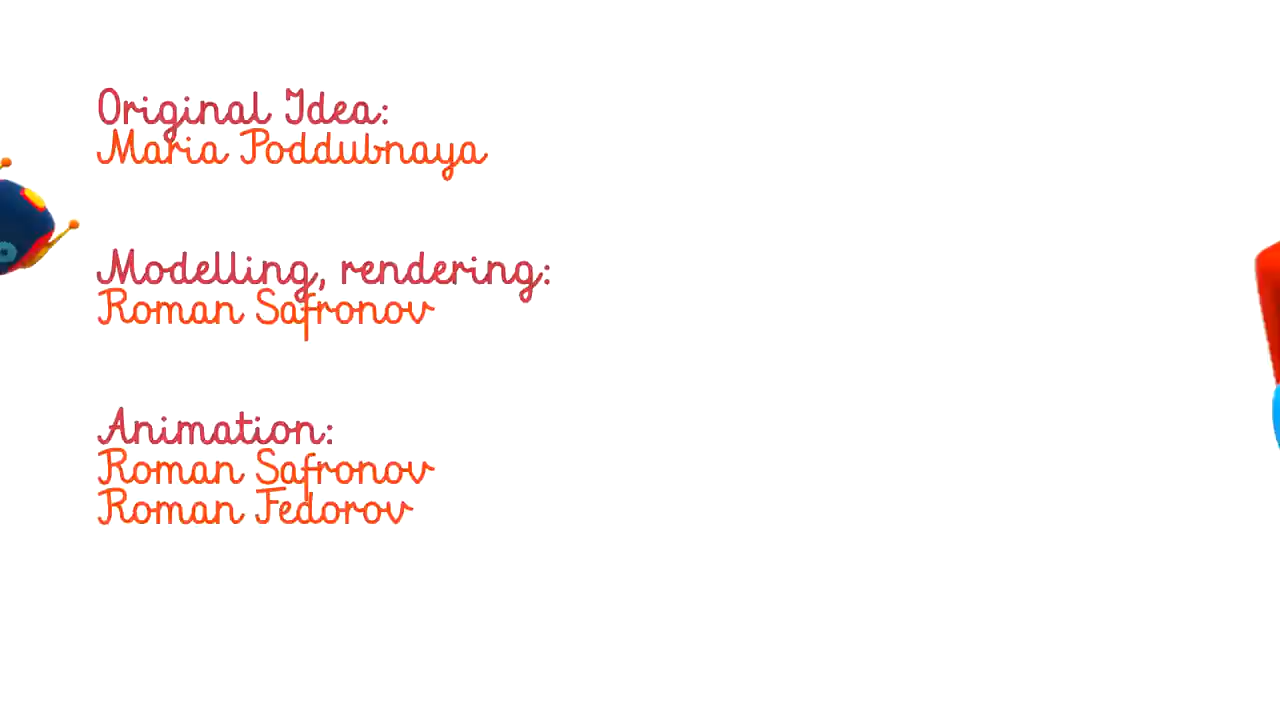 Original Idea:
Maria Poddubnaya
Modelling, rendering:
Roman Safronov
Animation:
Roman Safronov
Roman Fedorov